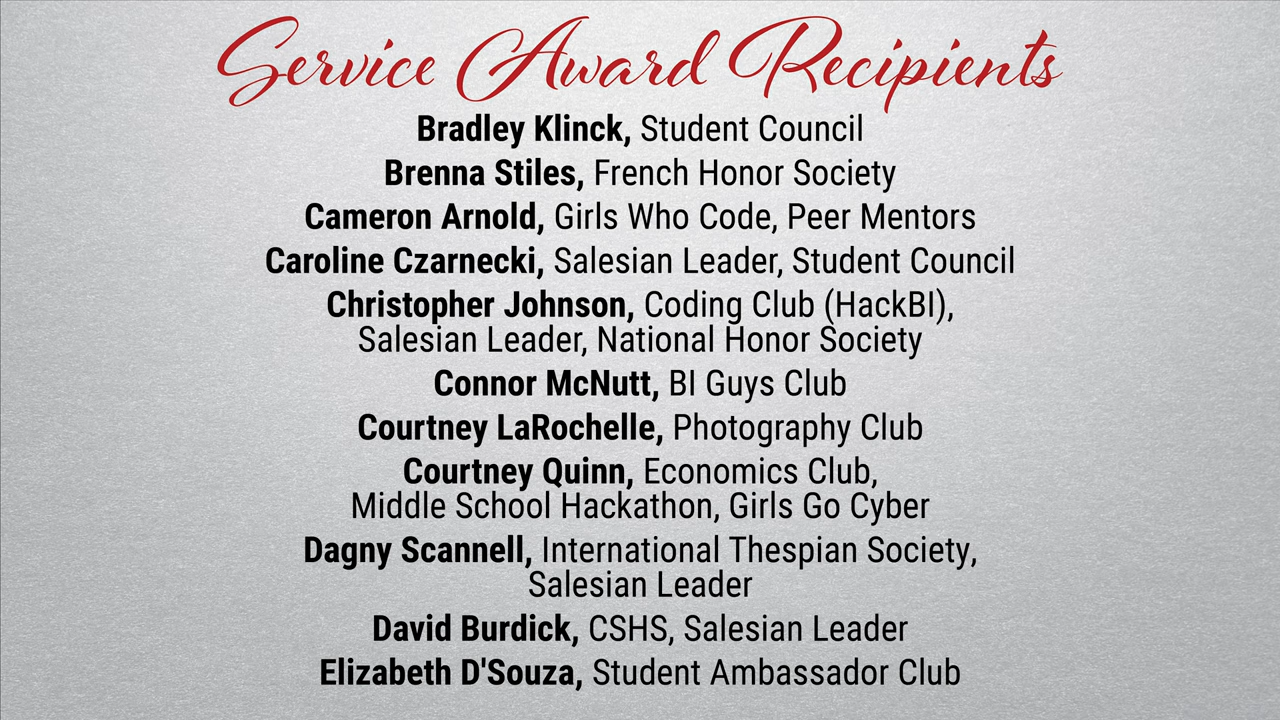 Service Award Recipients
Bradley Klinck, Student Council
Brenna Stiles, French Honor Society
Cameron Arnold, Girls Who Code, Peer Mentors
Caroline Czarnecki, Salesian Leader, Student Council
Christopher Johnson, Coding Club (HackBI),
Salesian Leader, National Honor Society
Connor McNutt, BI Guys Club
Courtney LaRochelle, Photography Club
Courtney Quinn, Economics Club,
Middle School Hackathon, Girls Go Cyber
Dagny Scannell, International Thespian Society,
Salesian Leader
David Burdick, CSHS, Salesian Leader
Elizabeth D'Souza, Student Ambassador Club